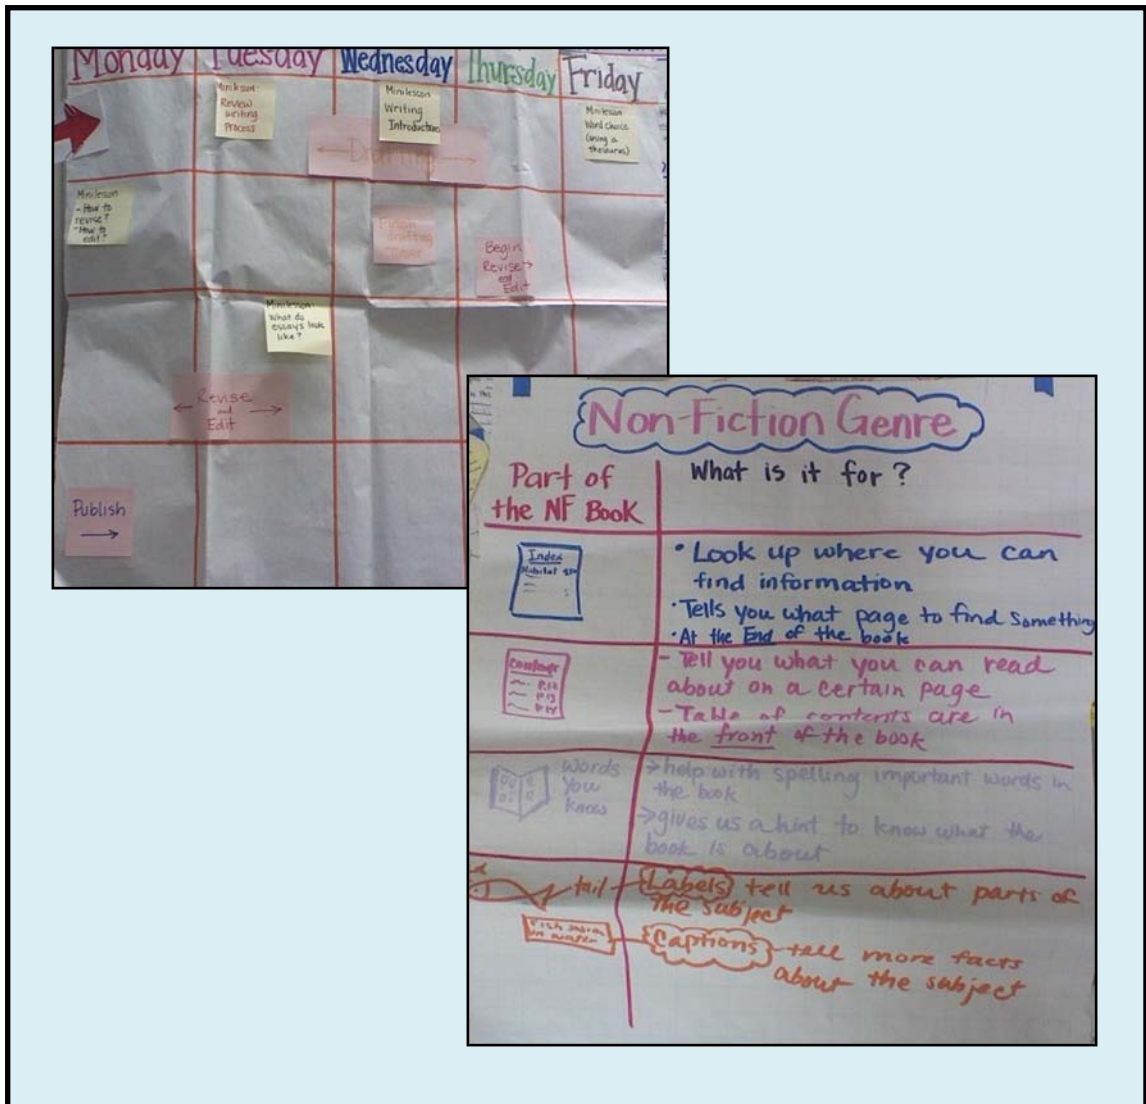 Monday Tuesday Wednesday Thursday Friday
Minilesson:
Review
writing
process
Minilesson
Writing
Introductions
Minilesson
Word choice
(using a
thesaurus)
← Drafting →
Minilesson
- How to
revise?
- How to
edit?
drafting
Begin
Revise →
and
Edit
Minilesson:
What do
essays look
like?
← Revise →
and
Edit
Publish
→
Non-Fiction Genre
Part of
the NF Book
What is it for?
Index
• Look up where you can
find information
• Tells you what page to find something
• At the End of the book
Contents
p.12
p.13
- Tell you what you can read
about on a certain page
- Table of contents are in
the front of the book
Words
you
know
→ help with spelling important words in
the book
→ gives us a hint to know what the
book is about
tail
Labels tell us about parts of
the subject
in water
Captions - tell more facts
about the subject